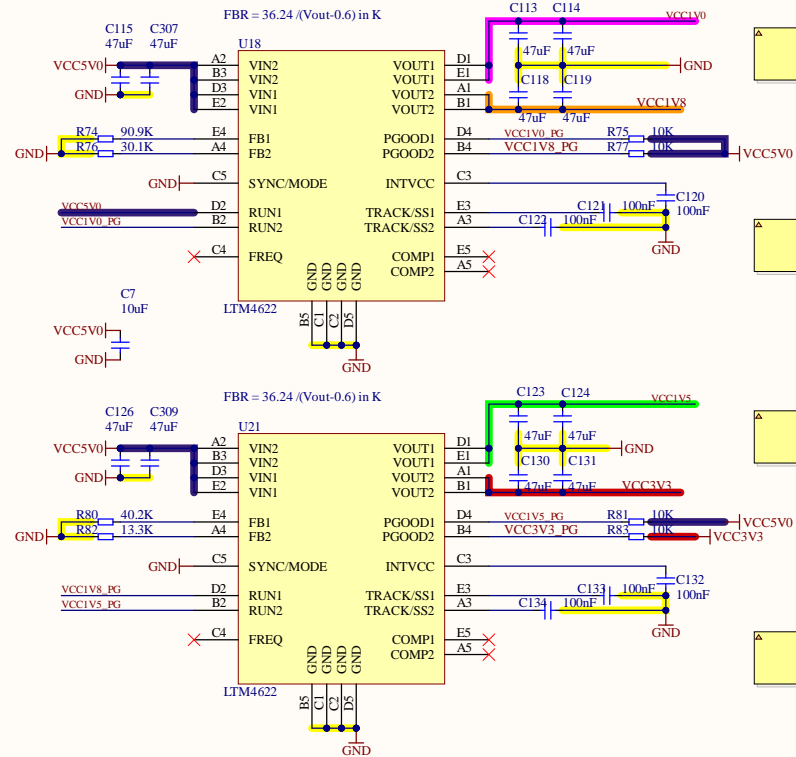 FBR = 36.24 /(Vout-0.6) in K
C115 C307
47uF 47uF
VCC5V0
GND
U18
A2 VIN2
B3 VIN2
D3 VIN1
E2 VIN1
VOUT1 D1
VOUT1 E1
VOUT2 A1
VOUT2 B1
C113 C114
VCC1V0
47uF 47uF
GND
C118 C119
VCC1V8
47uF 47uF
GND
R74 90.9K E4 FB1
R76 30.1K A4 FB2
PGOOD1 D4 VCC1V0_PG R75 10K
PGOOD2 B4 VCC1V8_PG R77 10K
VCC5V0
GND C5 SYNC/MODE
INTVCC C3
C120
100nF
VCC5V0 D2 RUN1
VCC1V0_PG B2 RUN2
TRACK/SS1 E3 C121 100nF
TRACK/SS2 A3 C122 100nF
GND
C4 FREQ
COMP1 E5
COMP2 A5
GND GND GND GND
B5 C1 C2 D5
LTM4622
GND
C7
10uF
VCC5V0
GND
FBR = 36.24 /(Vout-0.6) in K
C126 C309
47uF 47uF
VCC5V0
GND
U21
A2 VIN2
B3 VIN2
D3 VIN1
E2 VIN1
VOUT1 D1
VOUT1 E1
VOUT2 A1
VOUT2 B1
C123 C124
VCC1V5
47uF 47uF
GND
C130 C131
VCC3V3
47uF 47uF
GND
R80 40.2K E4 FB1
R82 13.3K A4 FB2
PGOOD1 D4 VCC1V5_PG R81 10K VCC5V0
PGOOD2 B4 VCC3V3_PG R83 10K VCC3V3
GND C5 SYNC/MODE
INTVCC C3
C132
100nF
VCC1V8_PG D2 RUN1
VCC1V5_PG B2 RUN2
TRACK/SS1 E3 C133 100nF
TRACK/SS2 A3 C134 100nF
GND
C4 FREQ
COMP1 E5
COMP2 A5
GND GND GND GND
B5 C1 C2 D5
LTM4622
GND